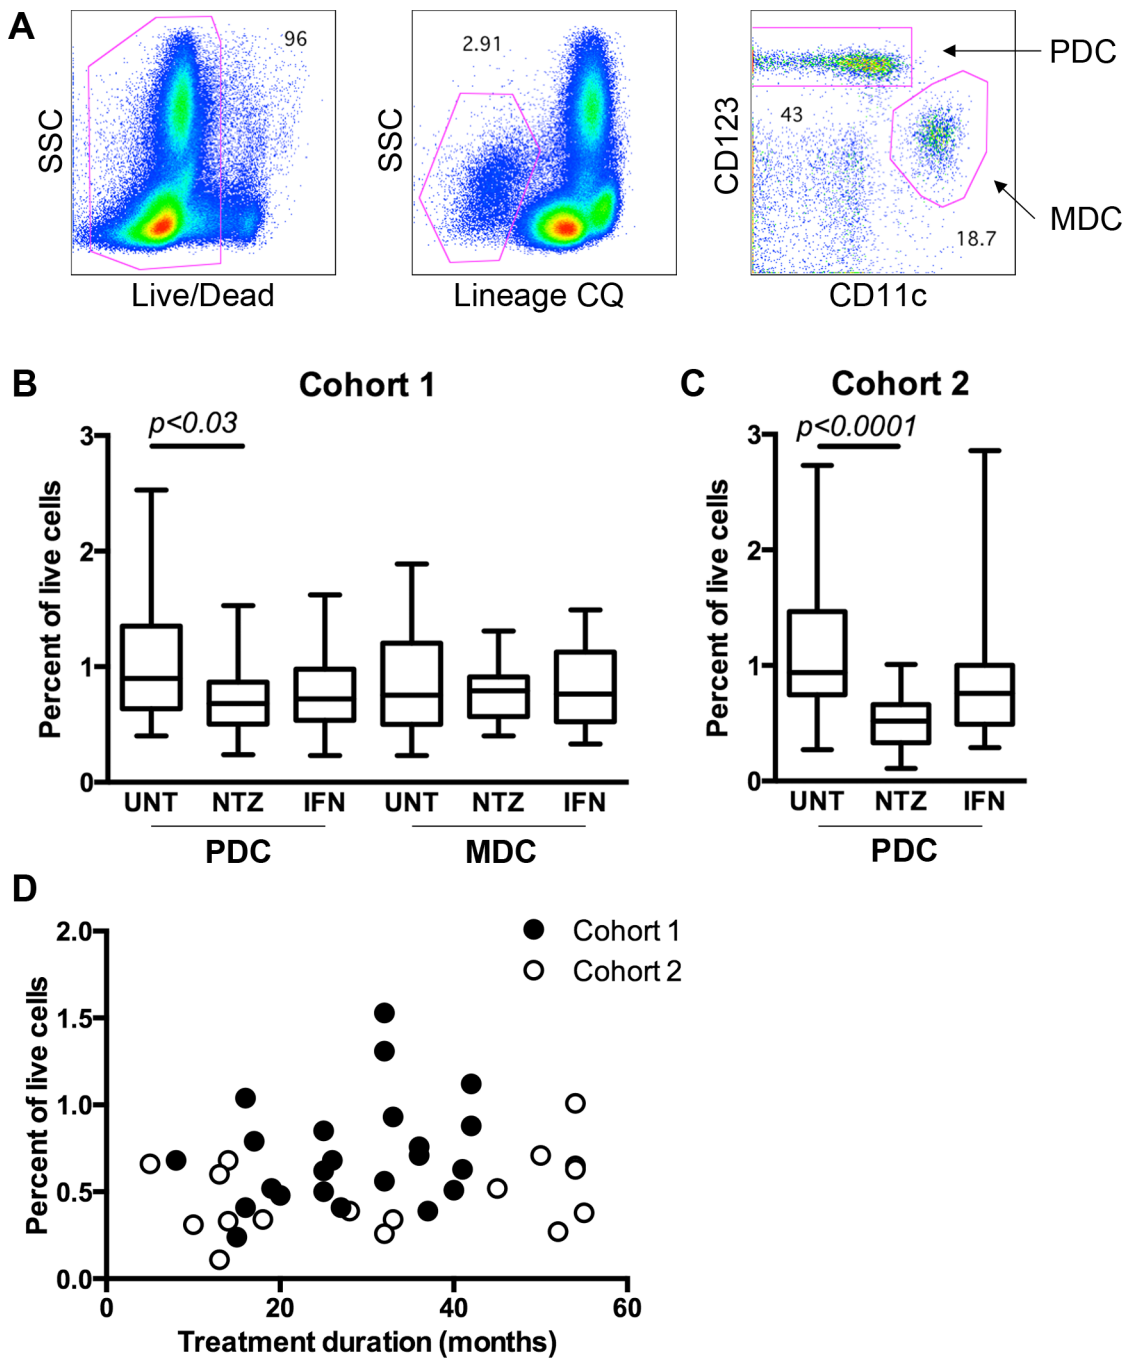 A
96
2.91
PDC
SSC
SSC
CD123
43
18.7
MDC
Live/Dead
Lineage CQ
CD11c
B
Cohort 1
p<0.03
Percent of live cells
3
2
1
0
UNT NTZ IFN UNT NTZ IFN
PDC MDC
C
Cohort 2
p<0.0001
Percent of live cells
3
2
1
0
UNT NTZ IFN
PDC
D
Cohort 1
Cohort 2
Percent of live cells
2.0
1.5
1.0
0.5
0.0
0 20 40 60
Treatment duration (months)